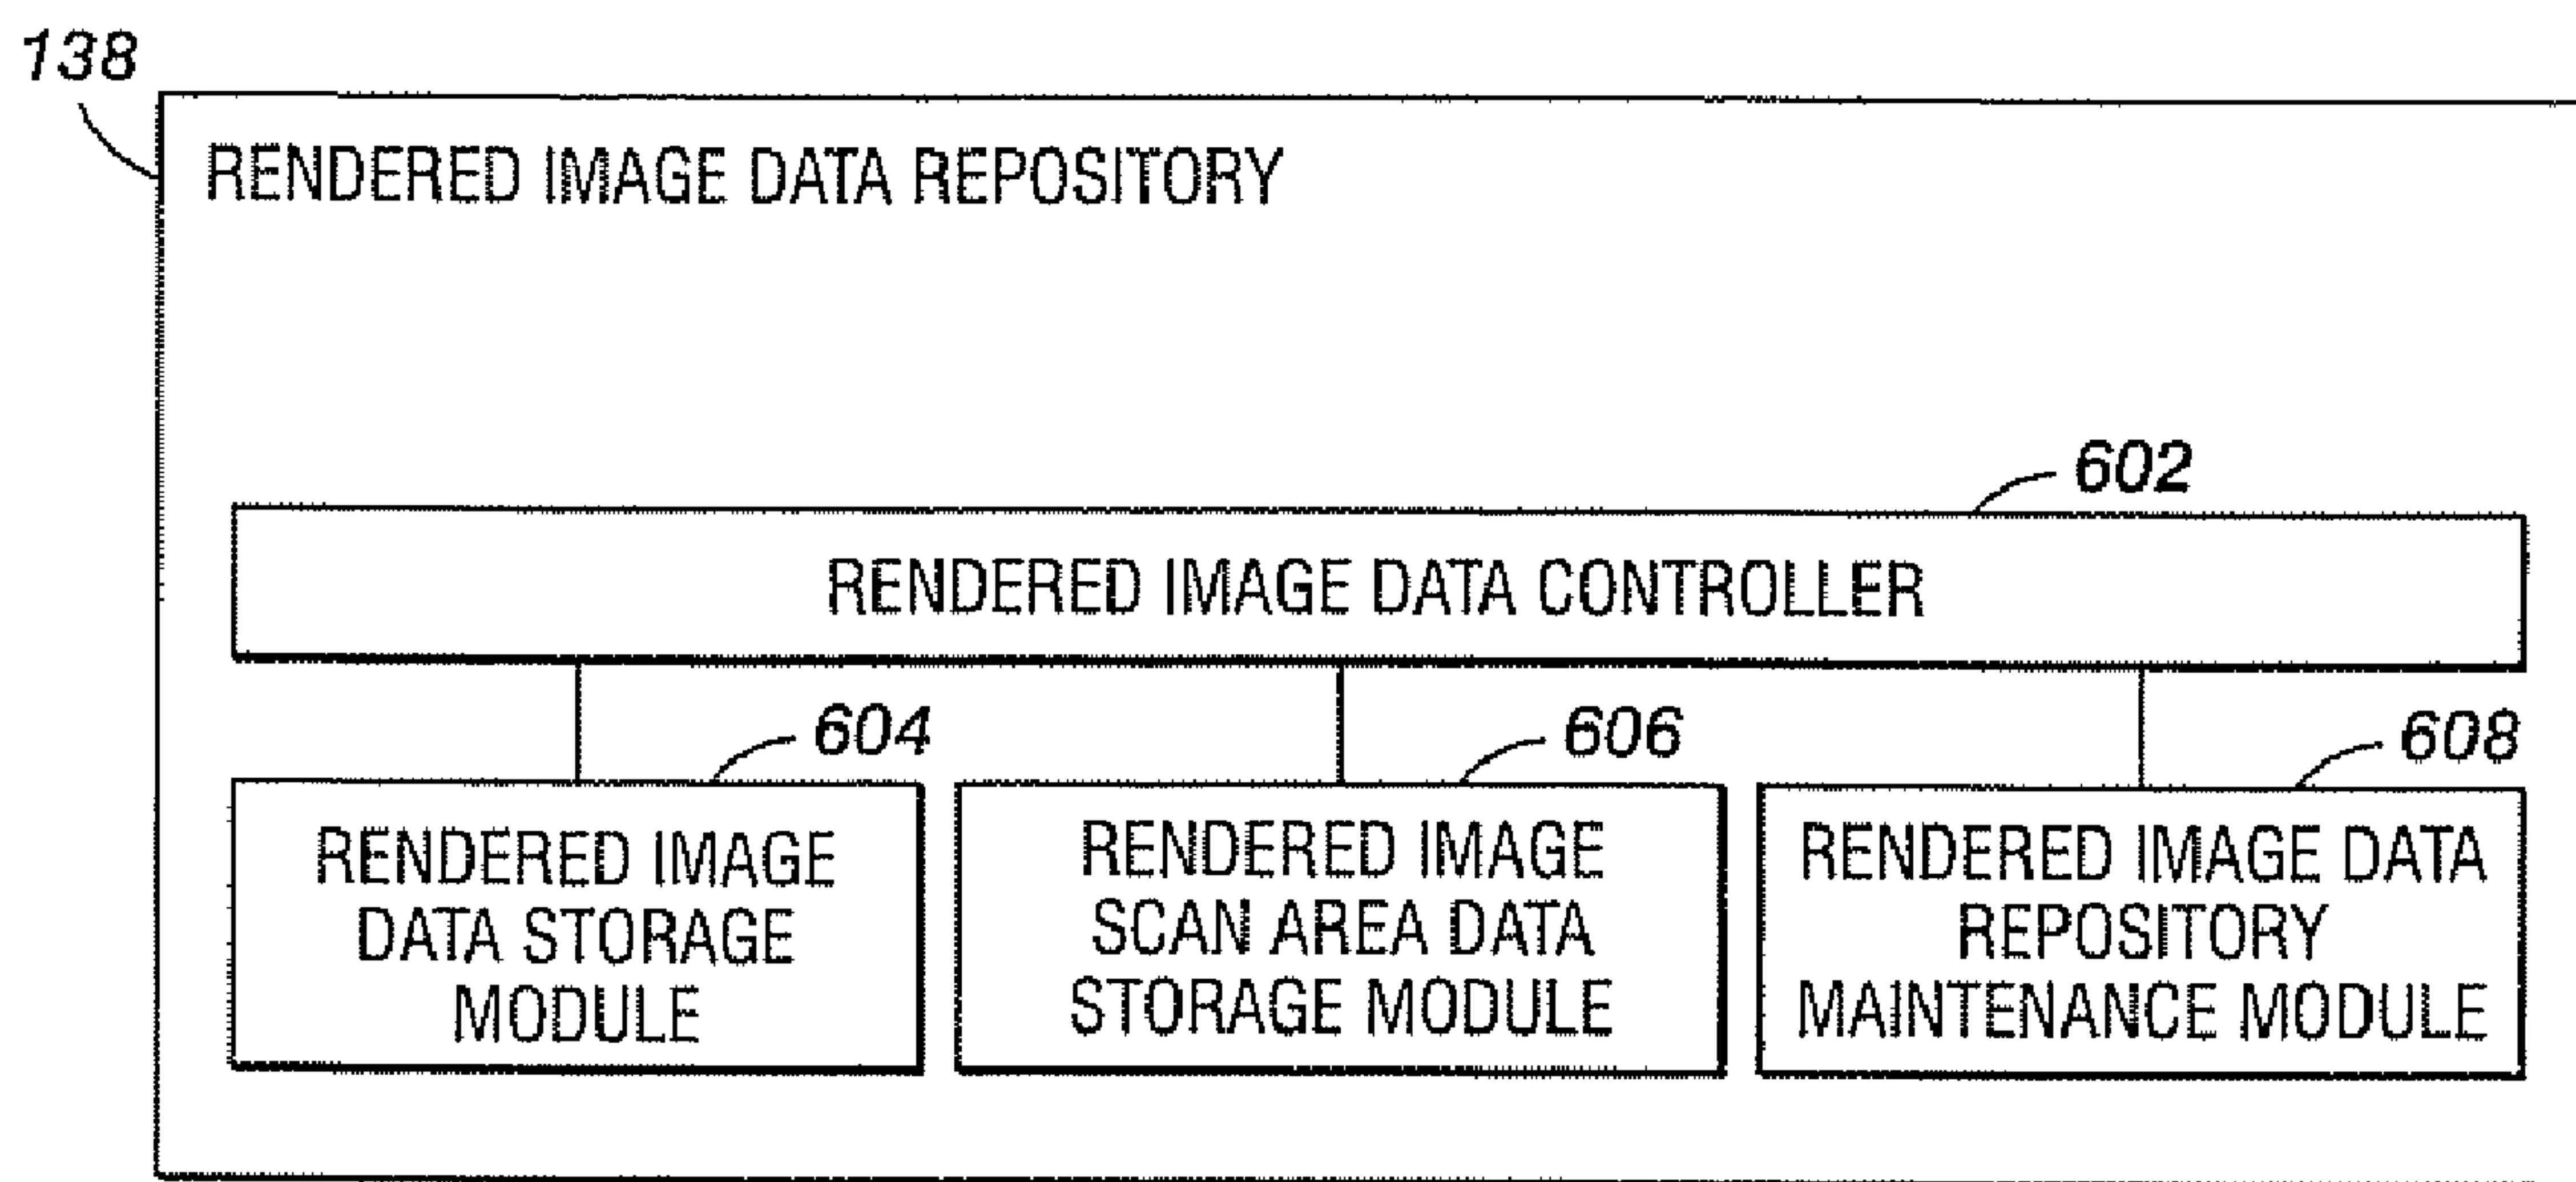 138
RENDERED IMAGE DATA REPOSITORY
602
RENDERED IMAGE DATA CONTROLLER
604
RENDERED IMAGE
DATA STORAGE
MODULE
606
RENDERED IMAGE
SCAN AREA DATA
STORAGE MODULE
608
RENDERED IMAGE DATA
REPOSITORY
MAINTENANCE MODULE